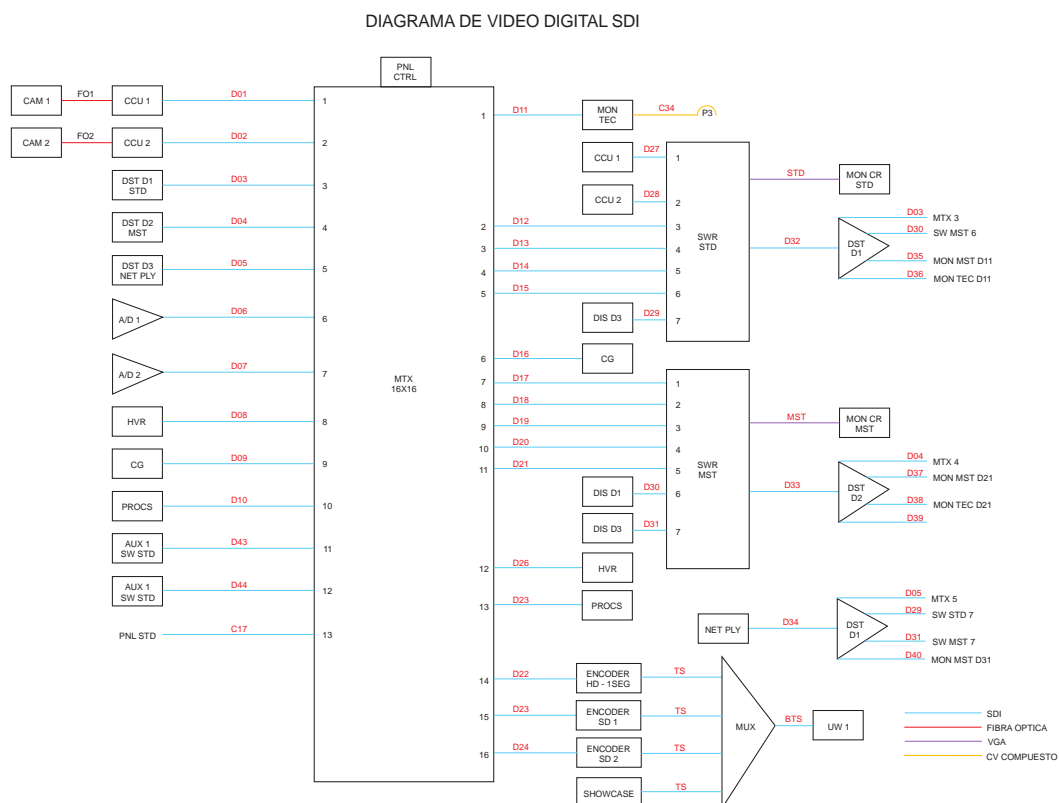 DIAGRAMA DE VIDEO DIGITAL SDI
PNL
CTRL
CAM 1
FO1
CCU 1
D01
1
CAM 2
FO2
CCU 2
D02
2
DST D1
STD
D03
3
DST D2
MST
D04
4
DST D3
NET PLY
D05
5
A/D 1
D06
6
A/D 2
D07
7
HVR
D08
8
CG
D09
9
PROCS
D10
10
AUX 1
SW STD
D43
11
AUX 1
SW STD
D44
12
PNL STD
C17
13
MTX
16X16
1
D11
MON
TEC
C34
P3
CCU 1
D27
1
CCU 2
D28
2
2
D12
3
3
D13
4
4
D14
5
5
D15
6
DIS D3
D29
7
SWR
STD
STD
MON CR
STD
D32
DST
D1
D03
MTX 3
D30
SW MST 6
D35
MON MST D11
D36
MON TEC D11
6
D16
CG
7
D17
1
8
D18
2
9
D19
3
10
D20
4
11
D21
5
DIS D1
D30
6
DIS D3
D31
7
SWR
MST
MST
MON CR
MST
D33
DST
D2
D04
MTX 4
D37
MON MST D21
D38
MON TEC D21
D39
12
D26
HVR
13
D23
PROCS
NET PLY
D34
DST
D1
D05
MTX 5
D29
SW STD 7
D31
SW MST 7
D40
MON MST D31
14
D22
ENCODER
HD - 1SEG
TS
15
D23
ENCODER
SD 1
TS
16
D24
ENCODER
SD 2
TS
SHOWCASE
TS
MUX
BTS
UW 1
SDI
FIBRA OPTICA
VGA
CV COMPUESTO